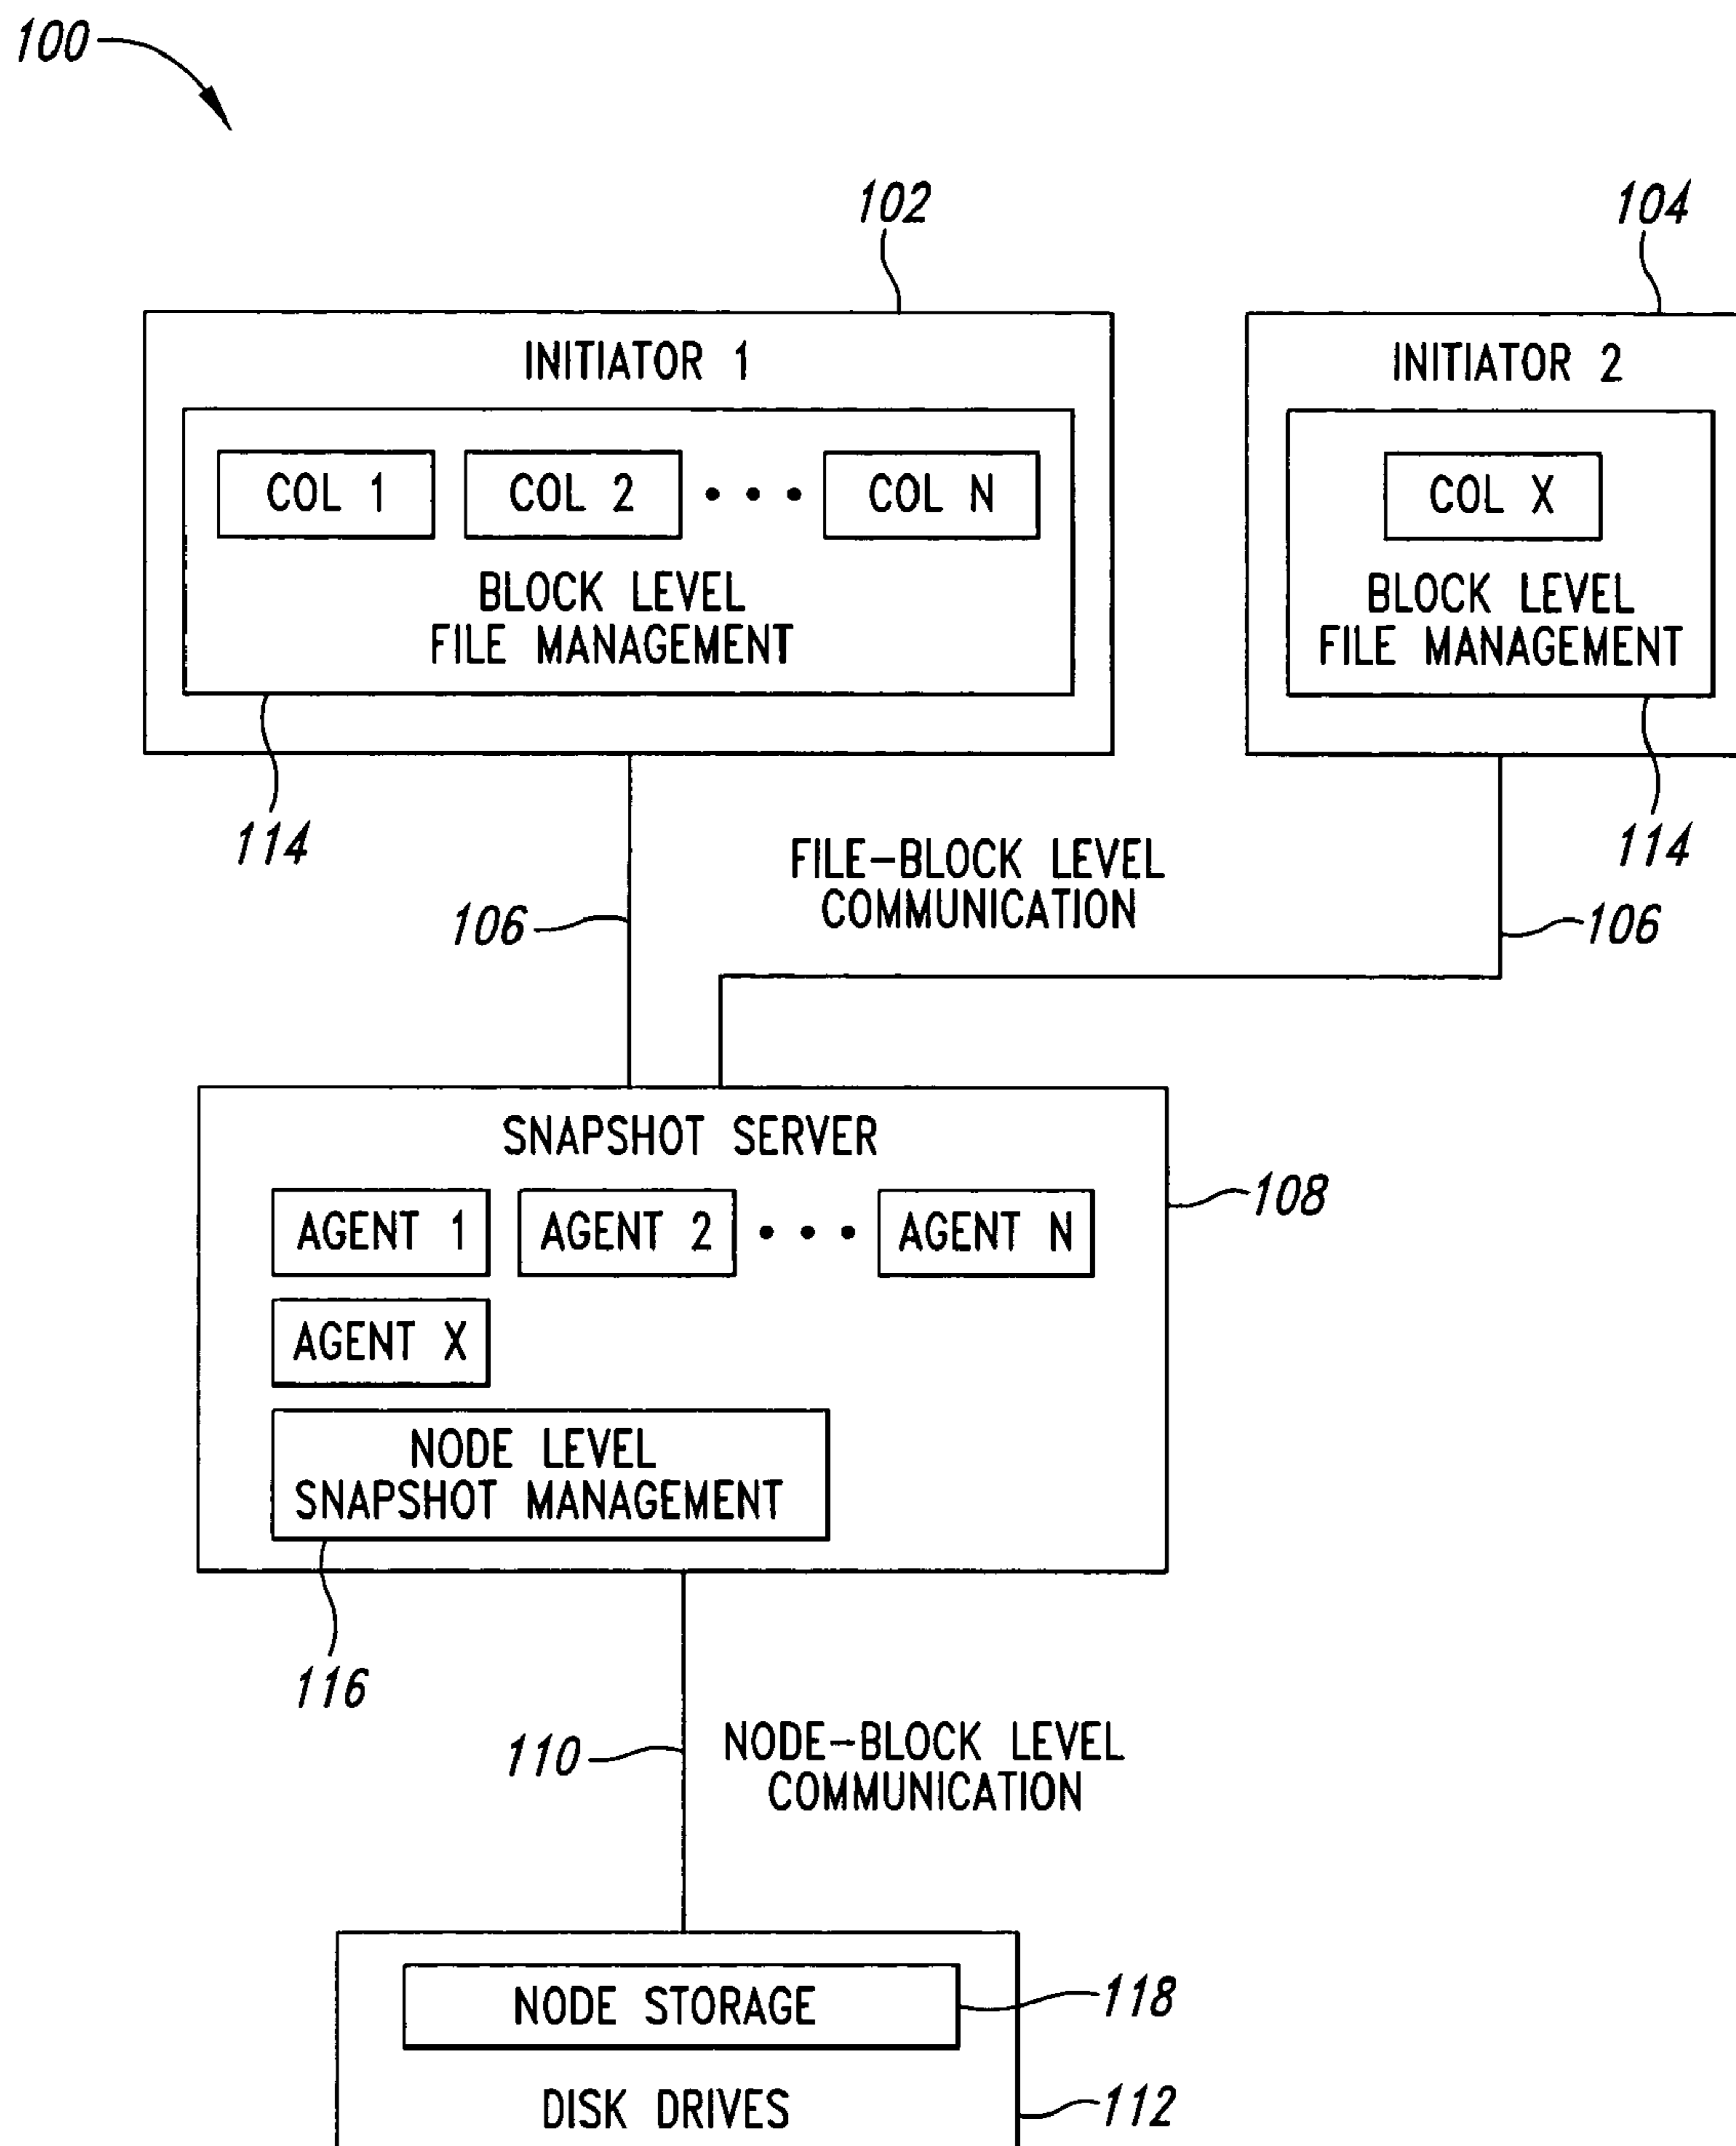 100
102
104
INITIATOR 1
COL 1
COL 2
• • •
COL N
BLOCK LEVEL
FILE MANAGEMENT
114
INITIATOR 2
COL X
BLOCK LEVEL
FILE MANAGEMENT
114
FILE-BLOCK LEVEL
COMMUNICATION
106
106
SNAPSHOT SERVER
108
AGENT 1
AGENT 2
• • •
AGENT N
AGENT X
NODE LEVEL
SNAPSHOT MANAGEMENT
116
110
NODE-BLOCK LEVEL
COMMUNICATION
NODE STORAGE
118
DISK DRIVES
112